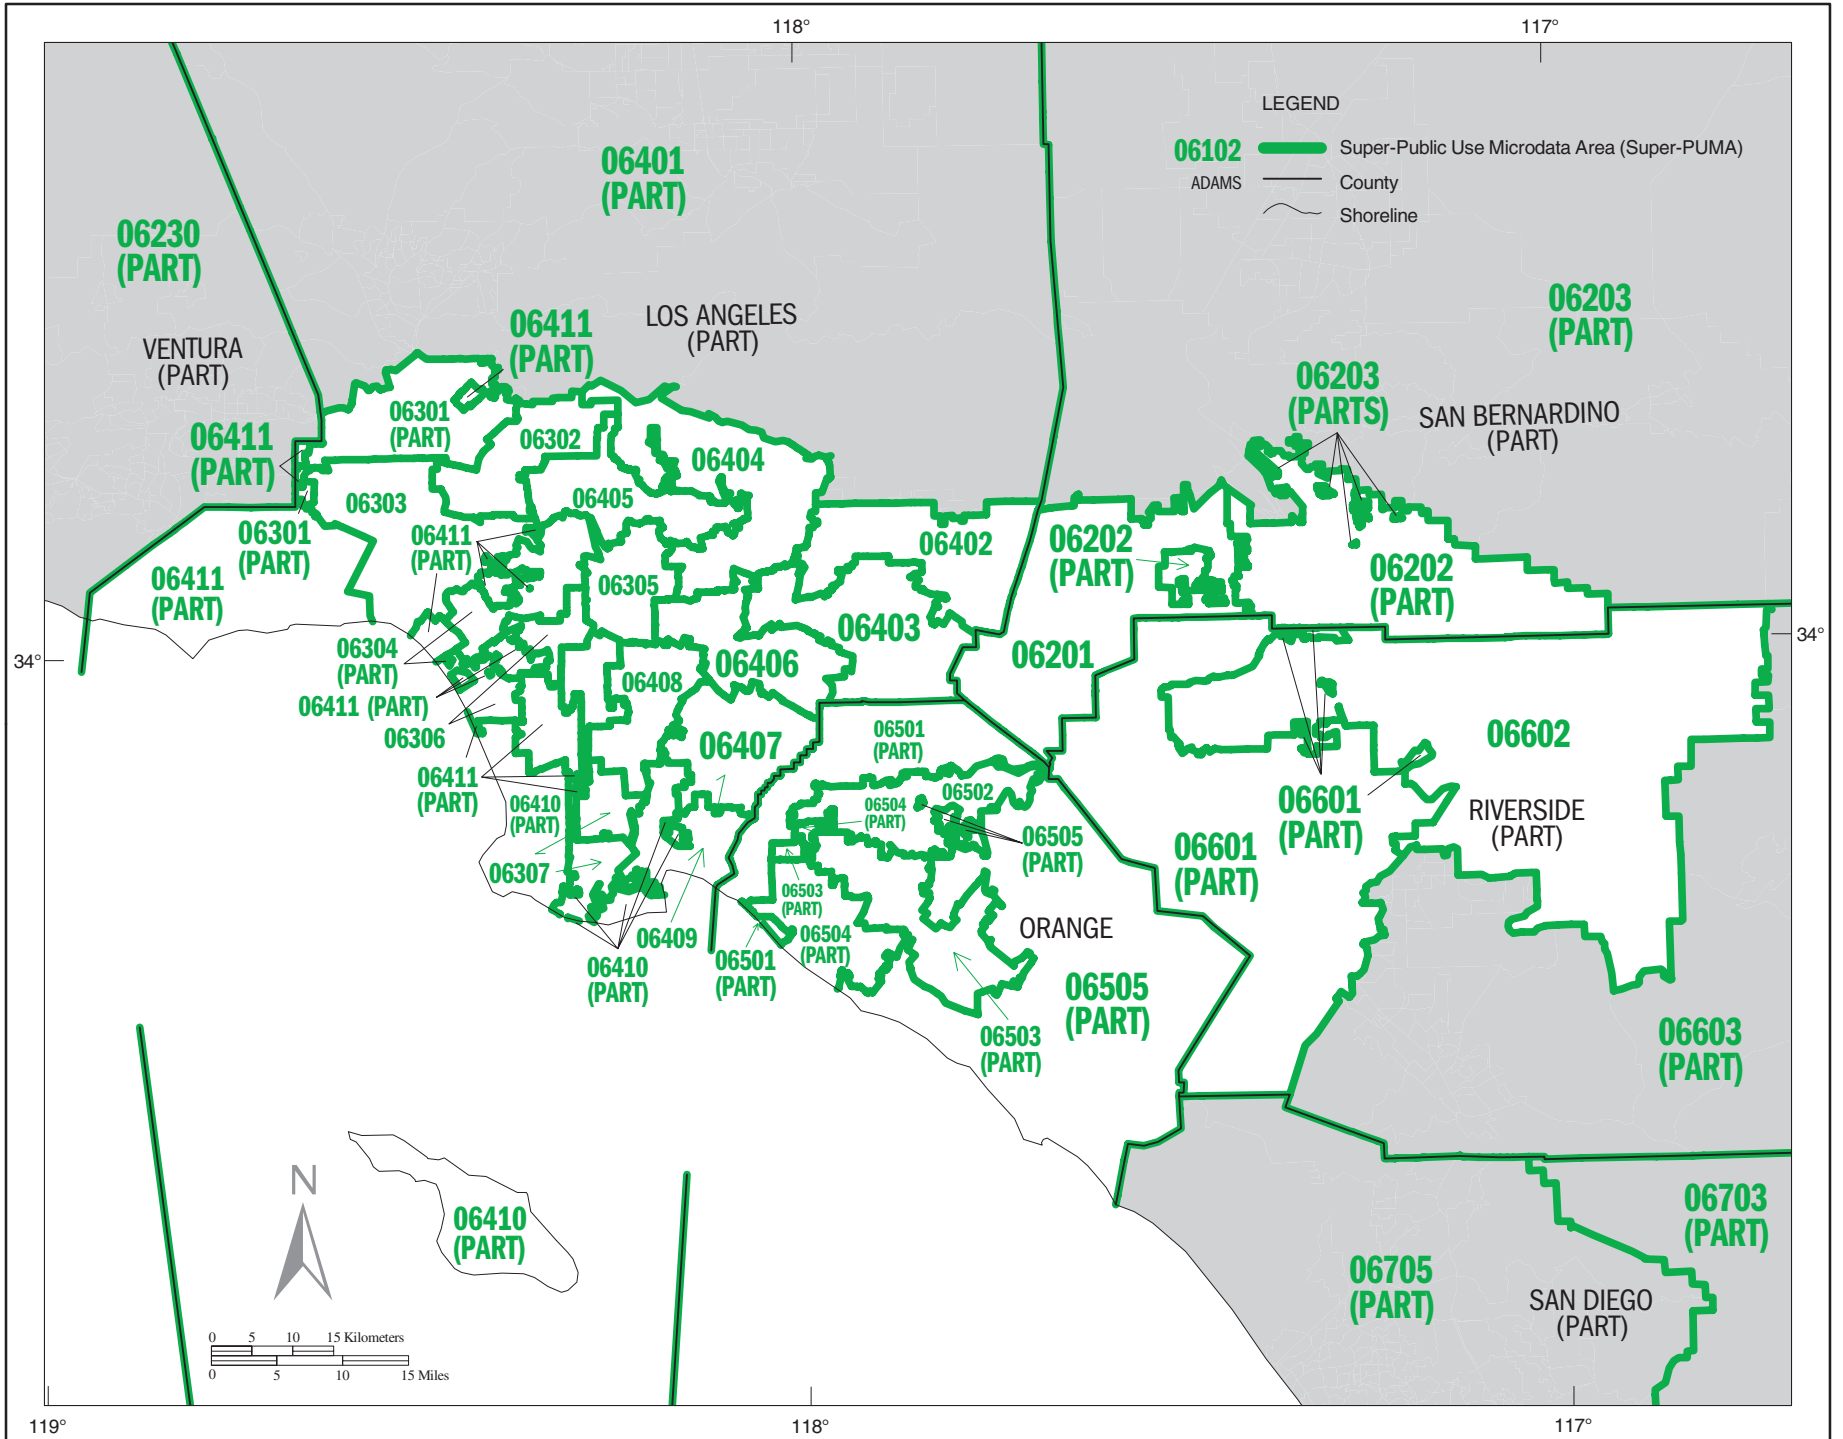 118°
117°
LEGEND
06102
Super-Public Use Microdata Area (Super-PUMA)
ADAMS
County
Shoreline
06401
(PART)
06230
(PART)
06203
(PART)
LOS ANGELES
(PART)
VENTURA
(PART)
06411
(PART)
06203
(PARTS)
SAN BERNARDINO
(PART)
06301
(PART)
06302
06411
(PART)
06404
06303
06405
06301
(PART)
06411
(PART)
06402
06202
(PART)
06202
(PART)
06411
(PART)
06305
06403
34°
34°
06304
(PART)
06201
06406
06408
06411 (PART)
06306
06501
(PART)
06407
06602
06411
(PART)
06410
(PART)
06502
06504
(PART)
06601
(PART)
RIVERSIDE
(PART)
06505
(PART)
06601
(PART)
06307
06503
(PART)
ORANGE
06409
06504
(PART)
06410
(PART)
06501
(PART)
06505
(PART)
06503
(PART)
06603
(PART)
N
06410
(PART)
06703
(PART)
06705
(PART)
SAN DIEGO
(PART)
0 5 10 15 Kilometers
0 5 10 15 Miles
119°
118°
117°